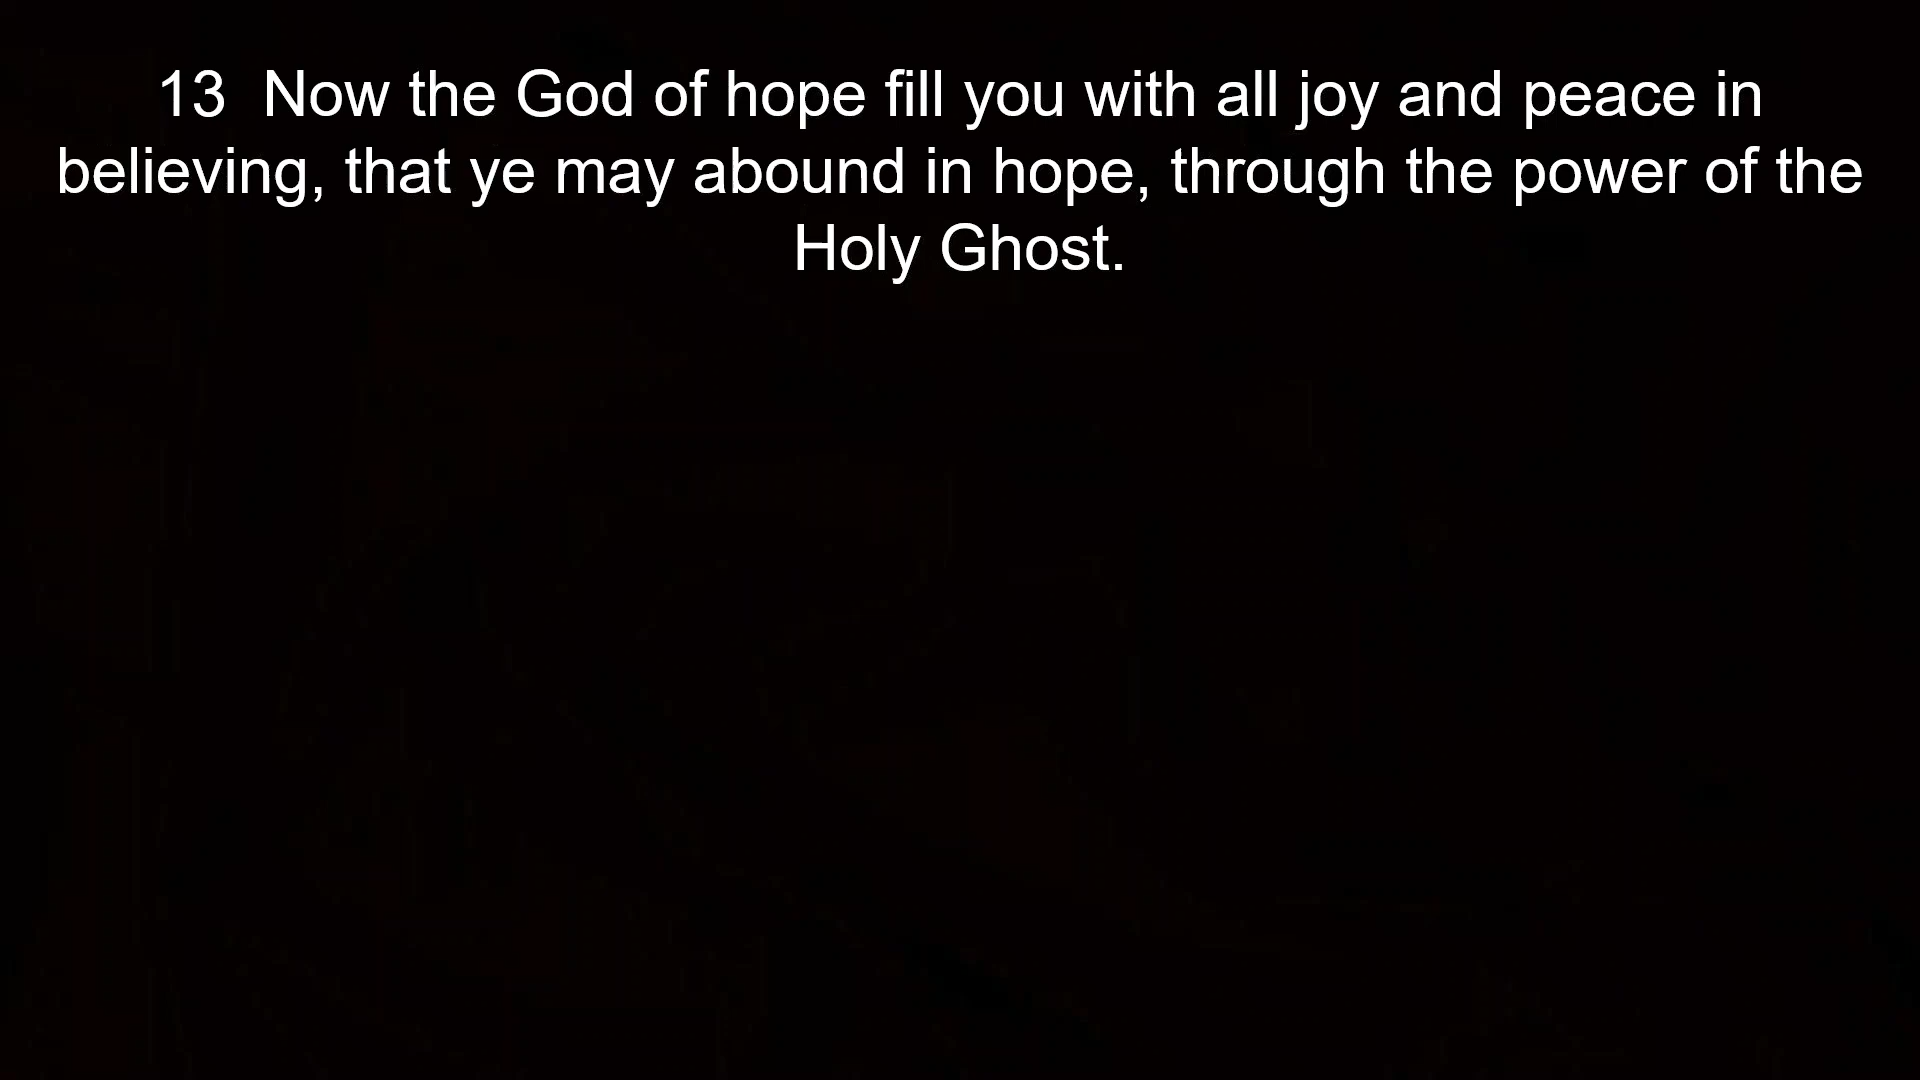 13  Now the God of hope fill you with all joy and peace in
believing, that ye may abound in hope, through the power of the
Holy Ghost.